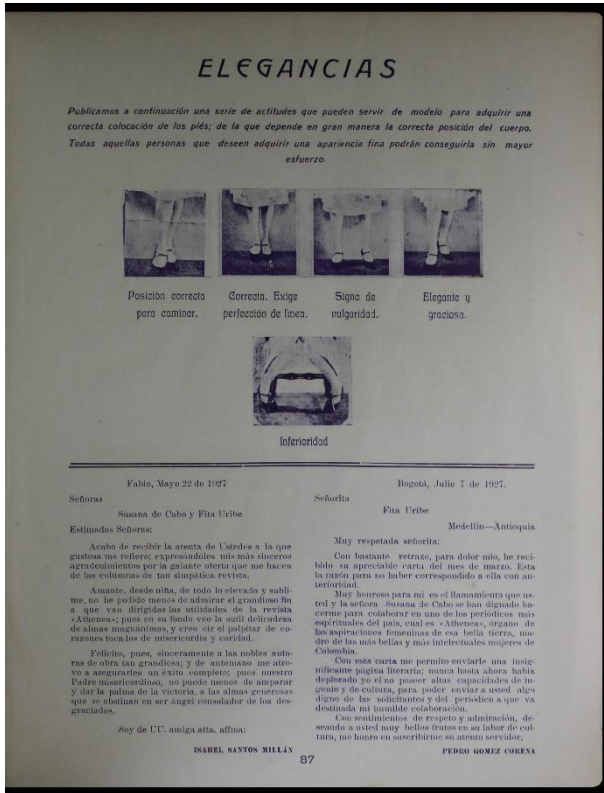 ELEGANCIAS
Publicamos a continuación una serie de actitudes que pueden servir de modelo para adquirir una
correcta colocación de los piés; de la que depende en gran manera la correcta posición del cuerpo.
Todas aquellas personas que deseen adquirir una apariencia fina podrán conseguirla sin mayor
esfuerzo.
Posición correcta
para caminar.
Correcta. Exige
perfección de línea.
Signo de
vulgaridad.
Elegante y
graciosa.
Inferioridad
Fabio, Mayo 22 de 1927
Señoras
Susana de Cabo y Fita Uribe
Estimadas Señoras:
Acabo de recibir la atenta de Ustedes a la que
gustosa me refiero; expresándoles mis más sinceros
agradecimientos por la galante oferta que me hacen
de las columnas de tan simpática revista.
Amante, desde niña, de todo lo elevado y subli-
me, no he podido menos de admirar el grandioso fin
a que van dirigidas las utilidades de la revista
«Athenea»; pues en su fondo veo la sutil delicadeza
de almas magnánimas, y creo oir el palpitar de co-
razones tocados de misericordia y caridad.
Felicito, pues, sinceramente a las nobles auto-
ras de obra tan grandiosa; y de antemano me atre-
vo a asegurarles un éxito completo; pues nuestro
Padre misericordioso, no puede menos de amparar
y dar la palma de la victoria, a las almas generosas
que se obstinan en ser angel consolador de los des-
graciados.
Soy de UU. amiga atta. affma:
ISABEL SANTOS MILLÁN
Bogotá, Julio 7 de 1927.
Señorita
Fita Uribe
Medellín—Antioquia
Muy respetada señorita:
Con bastante retrazo, para dolor mío, he reci-
bido su apreciable carta del mes de marzo. Esta
la razón para no haber correspondido a ella con an-
terioridad.
Muy honroso para mí es el llamamiento que us-
ted y la señora Susana de Cabo se han dignado ha-
cerme para colaborar en uno de los periódicos más
espirituales del país, cual es «Athenea», órgano de
las aspiraciones femeninas de esa bella tierra, ma-
dre de las más bellas y más intelectuales mujeres de
Colombia.
Con esta carta me permito enviarle una insig-
nificante página literaria; nunca hasta ahora había
deplorado yo el no poseer altas capacidades de in-
genio y de cultura, para poder enviar a usted algo
digno de las solicitantes y del periódico a que va
destinada mi humilde colaboración.
Con sentimientos de respeto y admiración, de-
seando a usted muy bellos frutos en su labor de cul-
tura, me honro en suscribirme su atento servidor,
PEDRO GOMEZ CORENA
87